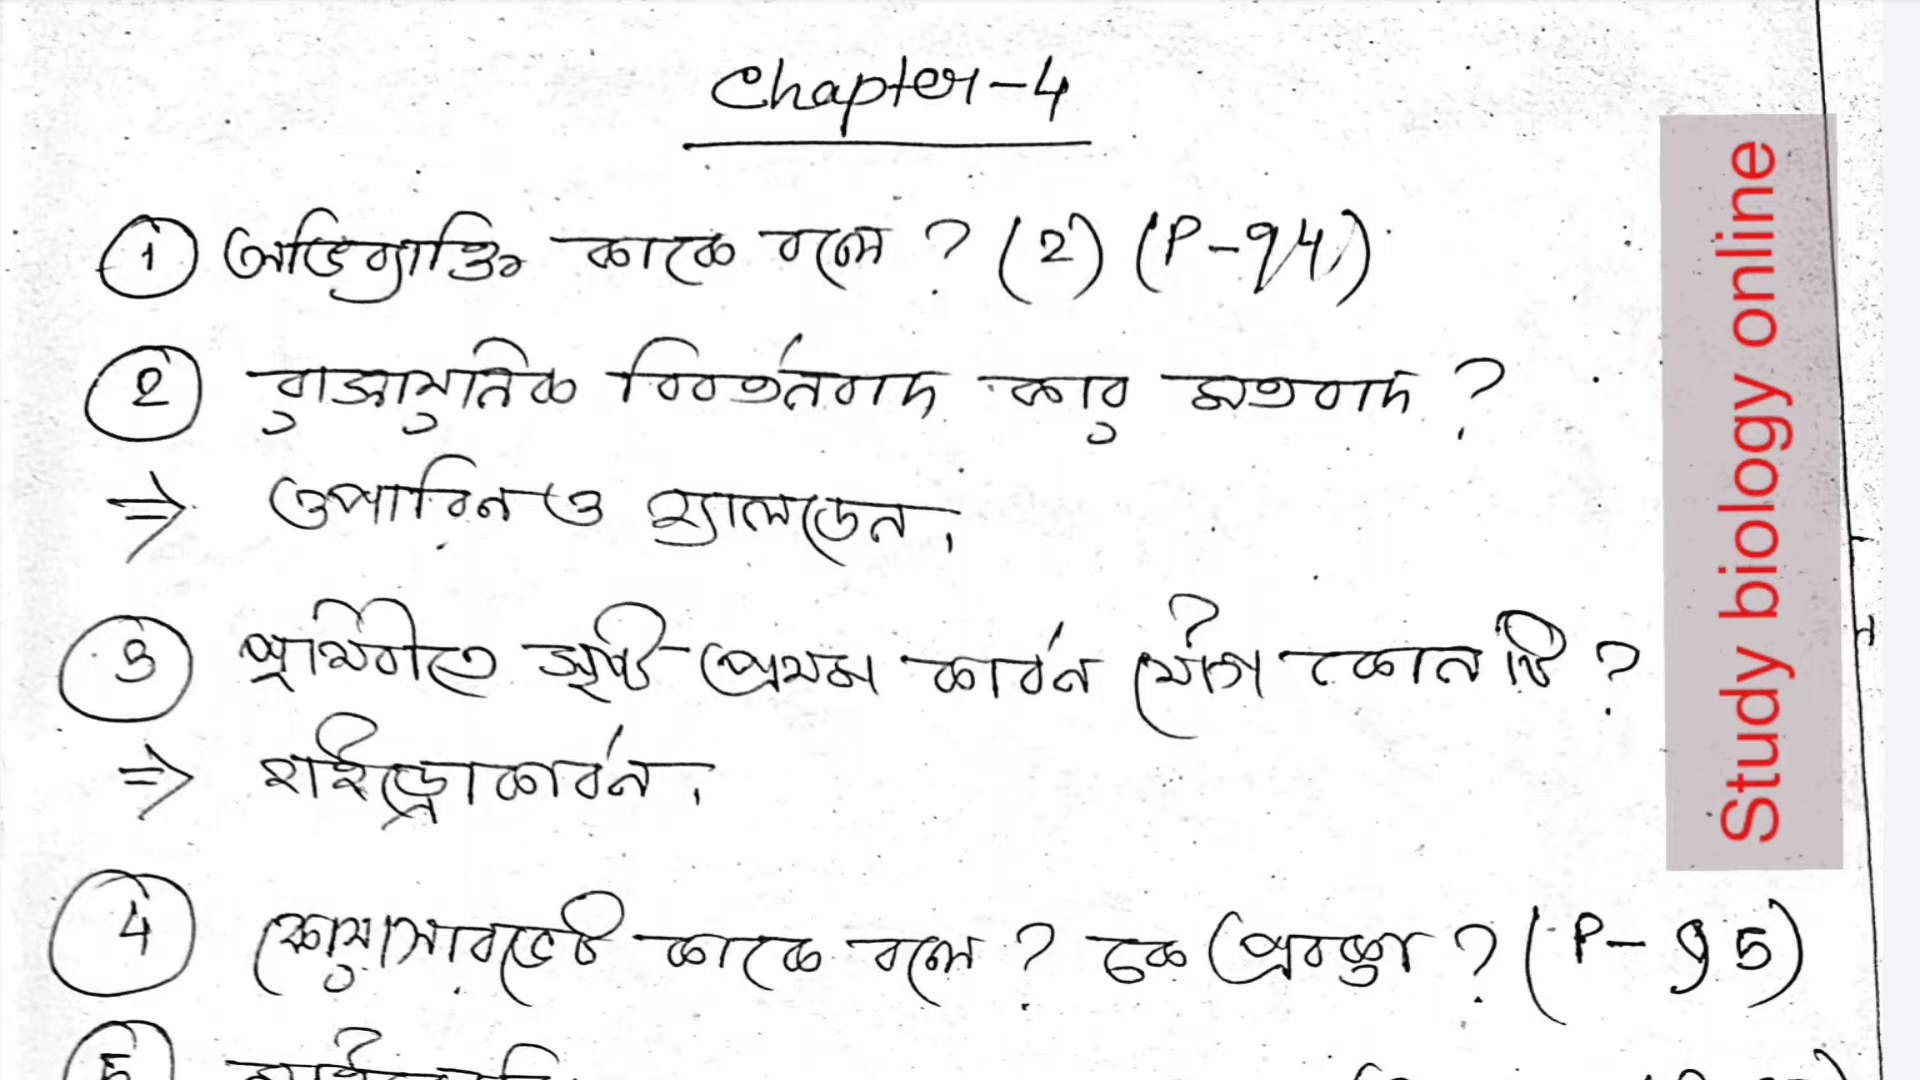 Chapter-4
1 অভিব্যক্তি কাকে বলে ? (2) (P-94)
2 রাসায়নিক বিবর্তনবাদ কার মতবাদ ?
⇒ ওপারিন ও হ্যালডেন।
3 পৃথিবীতে সৃষ্ট প্রথম কার্বন যৌগ কোনটি ?
⇒ হাইড্রোকার্বন।
4 কোয়াসারভেট কাকে বলে ? কে প্রবক্তা ? (P-95)
5
Study biology online